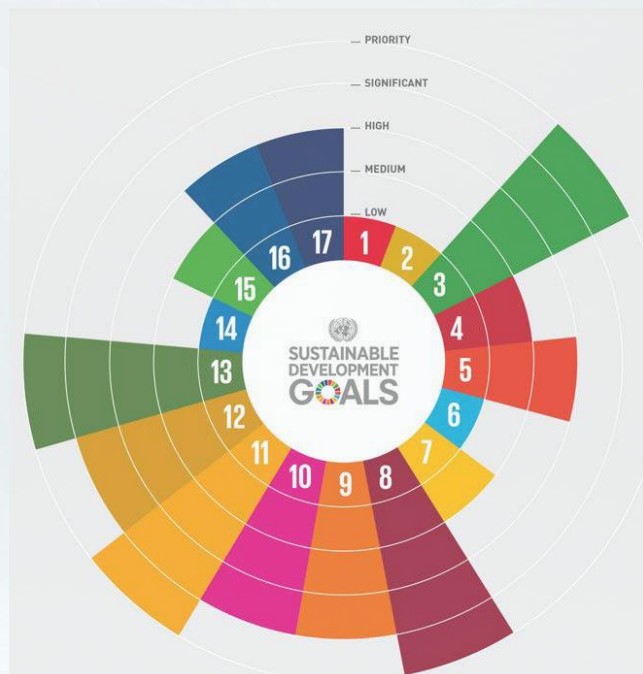 PRIORITY
SIGNIFICANT
HIGH
MEDIUM
LOW
1
2
3
4
5
6
7
8
9
10
11
12
13
14
15
16
17
SUSTAINABLE
DEVELOPMENT
GOALS